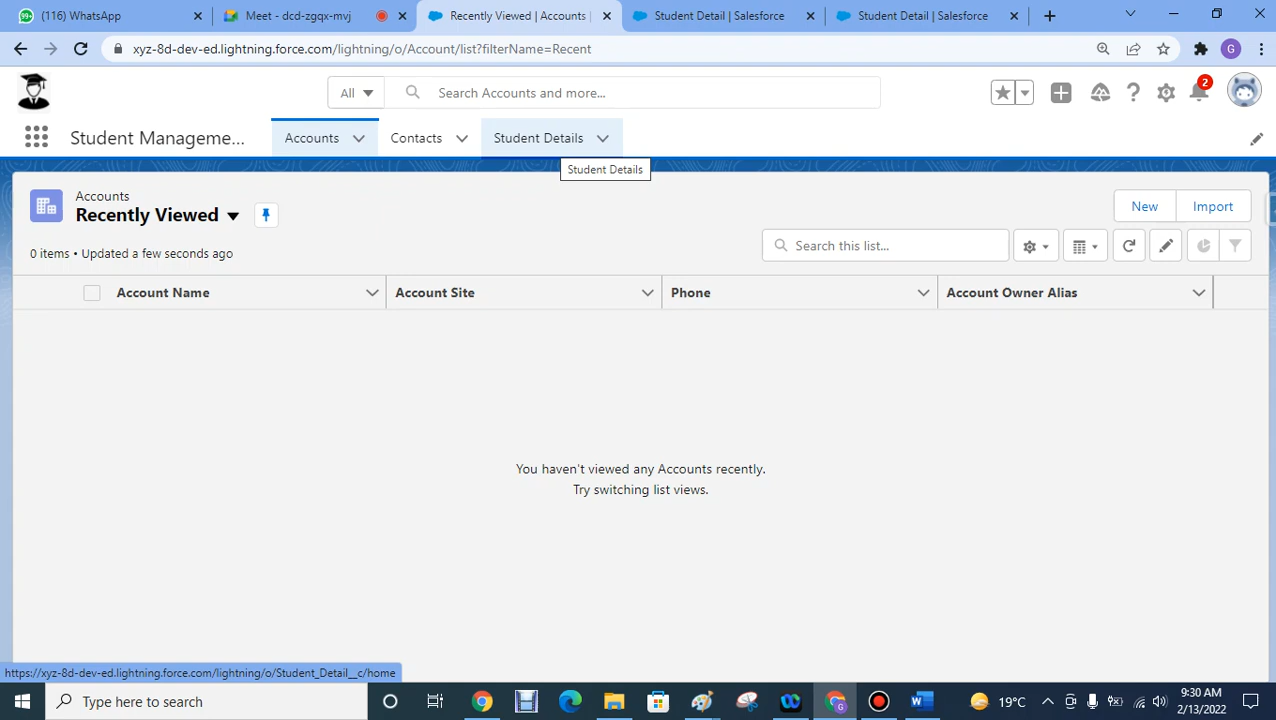 99+ (116) WhatsApp × Meet - dcd-zgqx-mvj × Recently Viewed | Accounts | × Student Detail | Salesforce × Student Detail | Salesforce ×
xyz-8d-dev-ed.lightning.force.com/lightning/o/Account/list?filterName=Recent G
All Search Accounts and more... 2
Student Manageme... Accounts Contacts Student Details
Student Details
Accounts
Recently Viewed
New Import
0 items • Updated a few seconds ago
Search this list...
Account Name Account Site Phone Account Owner Alias
You haven't viewed any Accounts recently.
Try switching list views.
https://xyz-8d-dev-ed.lightning.force.com/lightning/o/Student_Detail__c/home
Type here to search 19°C 9:30 AM
2/13/2022